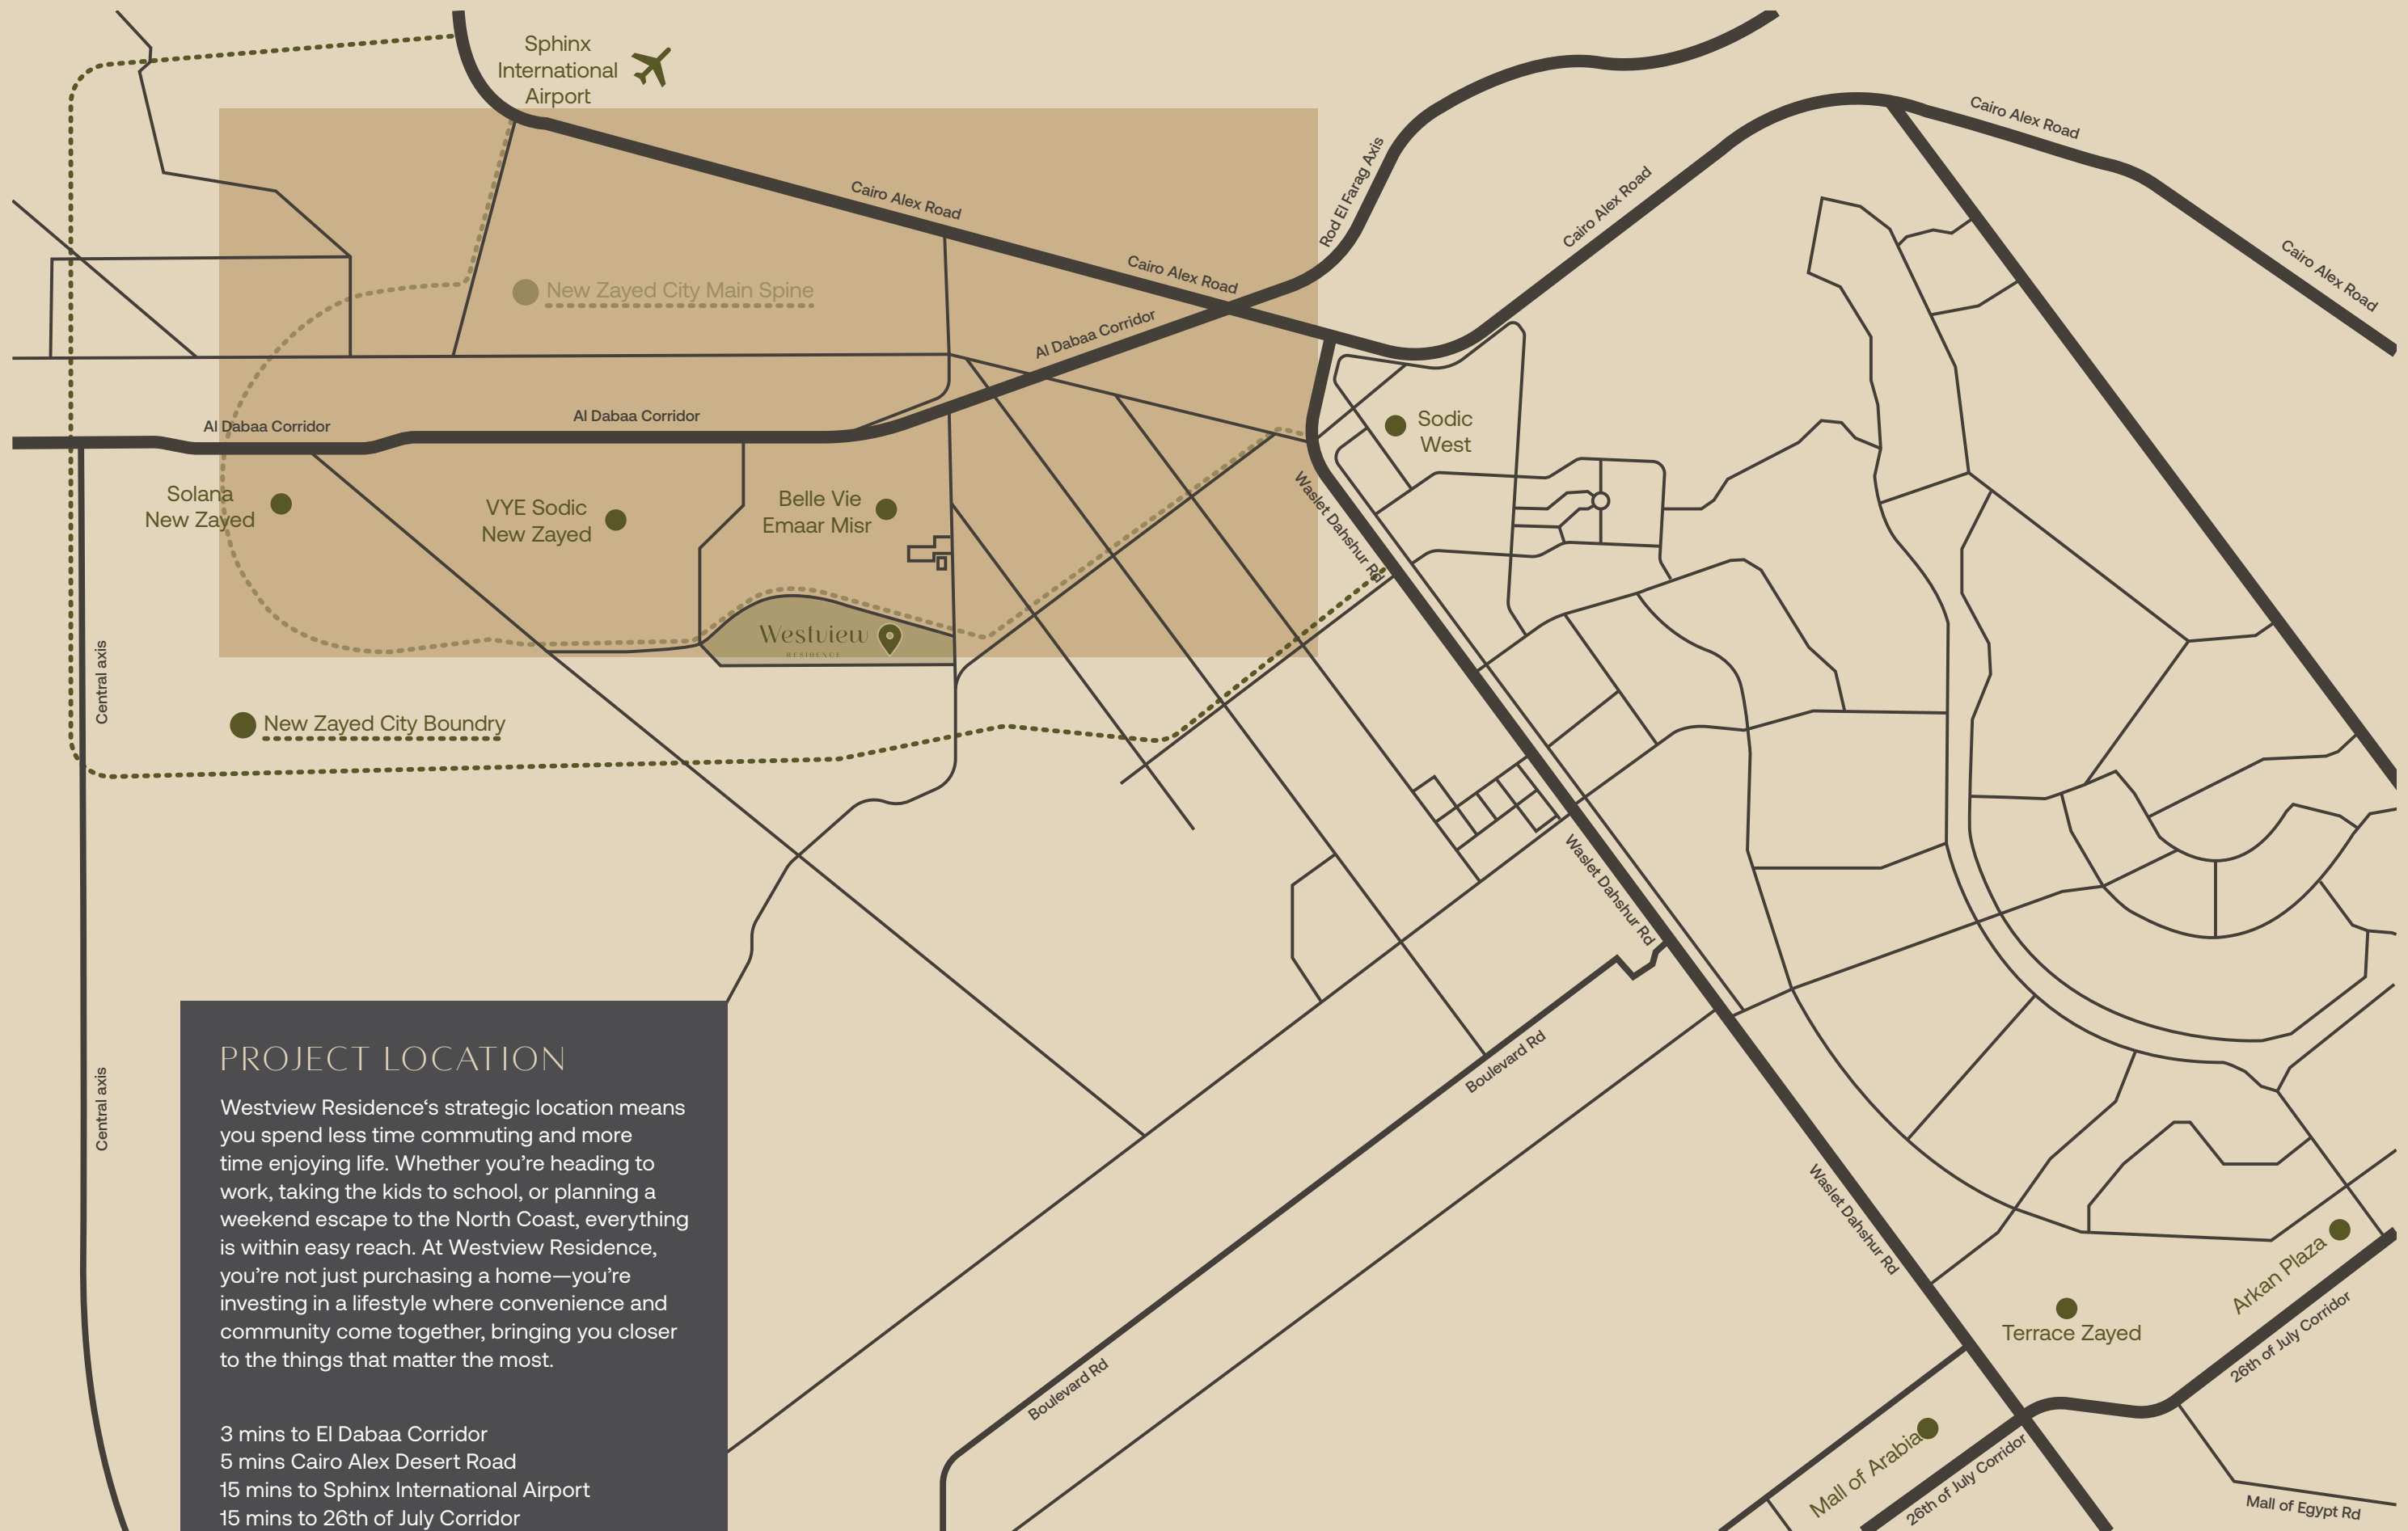 Sphinx
International
Airport
Cairo Alex Road
Cairo Alex Road
Rod El Farag Axis
Cairo Alex Road
Cairo Alex Road
Cairo Alex Road
New Zayed City Main Spine
Al Dabaa Corridor
Al Dabaa Corridor
Al Dabaa Corridor
Sodic
West
Solana
New Zayed
VYE Sodic
New Zayed
Belle Vie
Emaar Misr
Waslet Dahshur Rd
Westview
RESIDENCE
Central axis
New Zayed City Boundry
Waslet Dahshur Rd
Central axis
Boulevard Rd
Waslet Dahshur Rd
Boulevard Rd
Arkan Plaza
Terrace Zayed
26th of July Corridor
Mall of Arabia
26th of July Corridor
Mall of Egypt Rd
PROJECT LOCATION
Westview Residence‘s strategic location means
you spend less time commuting and more
time enjoying life. Whether you’re heading to
work, taking the kids to school, or planning a
weekend escape to the North Coast, everything
is within easy reach. At Westview Residence,
you’re not just purchasing a home—you’re
investing in a lifestyle where convenience and
community come together, bringing you closer
to the things that matter the most.
3 mins to El Dabaa Corridor
5 mins Cairo Alex Desert Road
15 mins to Sphinx International Airport
15 mins to 26th of July Corridor